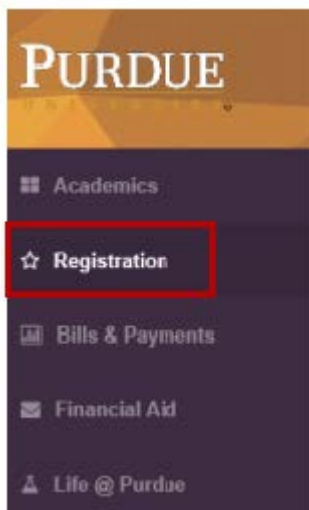 PURDUE
Academics
Registration
Bills & Payments
Financial Aid
Life @ Purdue